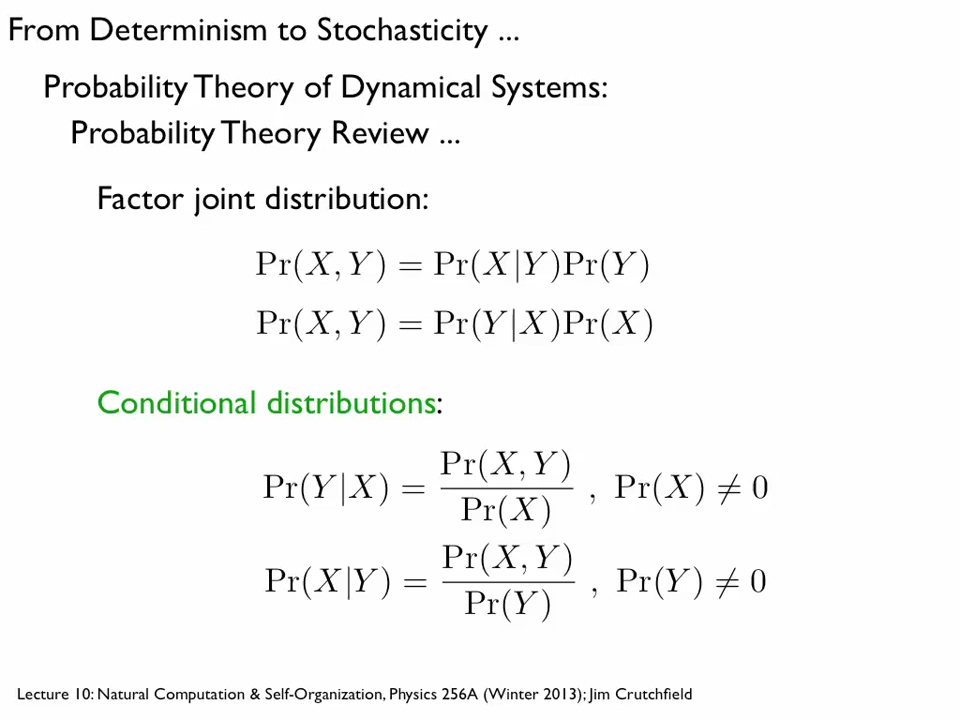 From Determinism to Stochasticity ...
Probability Theory of Dynamical Systems:
Probability Theory Review ...
Factor joint distribution:
Pr(X, Y) = Pr(X|Y)Pr(Y)
Pr(X, Y) = Pr(Y|X)Pr(X)
Conditional distributions:
Pr(Y|X) = Pr(X, Y) / Pr(X) , Pr(X) ≠ 0
Pr(X|Y) = Pr(X, Y) / Pr(Y) , Pr(Y) ≠ 0
Lecture 10: Natural Computation & Self-Organization, Physics 256A (Winter 2013); Jim Crutchfield